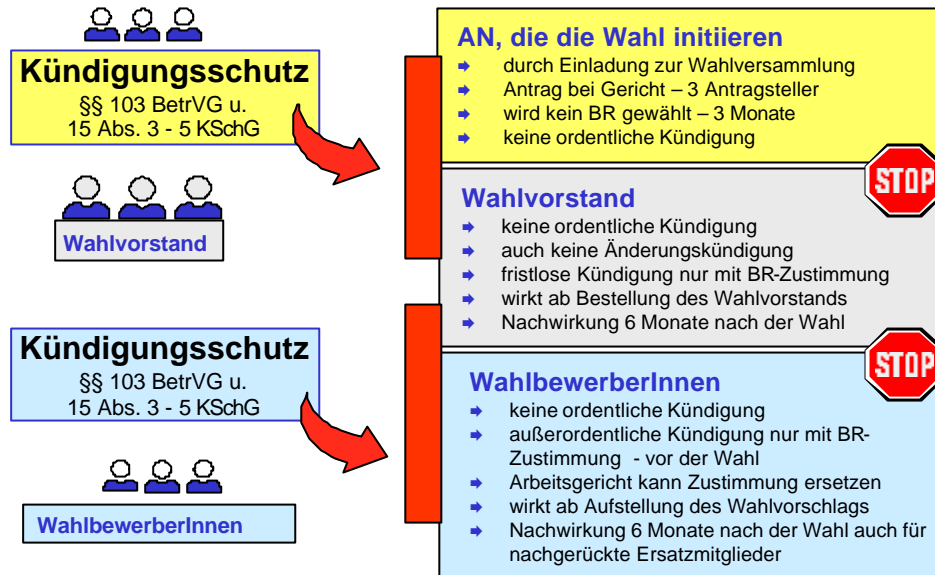 Kündigungsschutz
§§ 103 BetrVG u.
15 Abs. 3 - 5 KSchG
Wahlvorstand
Kündigungsschutz
§§ 103 BetrVG u.
15 Abs. 3 - 5 KSchG
WahlbewerberInnen
AN, die die Wahl initiieren
durch Einladung zur Wahlversammlung
Antrag bei Gericht – 3 Antragsteller
wird kein BR gewählt – 3 Monate
keine ordentliche Kündigung
STOP
Wahlvorstand
keine ordentliche Kündigung
auch keine Änderungskündigung
fristlose Kündigung nur mit BR-Zustimmung
wirkt ab Bestellung des Wahlvorstands
Nachwirkung 6 Monate nach der Wahl
STOP
WahlbewerberInnen
keine ordentliche Kündigung
außerordentliche Kündigung nur mit BR-
Zustimmung - vor der Wahl
Arbeitsgericht kann Zustimmung ersetzen
wirkt ab Aufstellung des Wahlvorschlags
Nachwirkung 6 Monate nach der Wahl auch für
nachgerückte Ersatzmitglieder